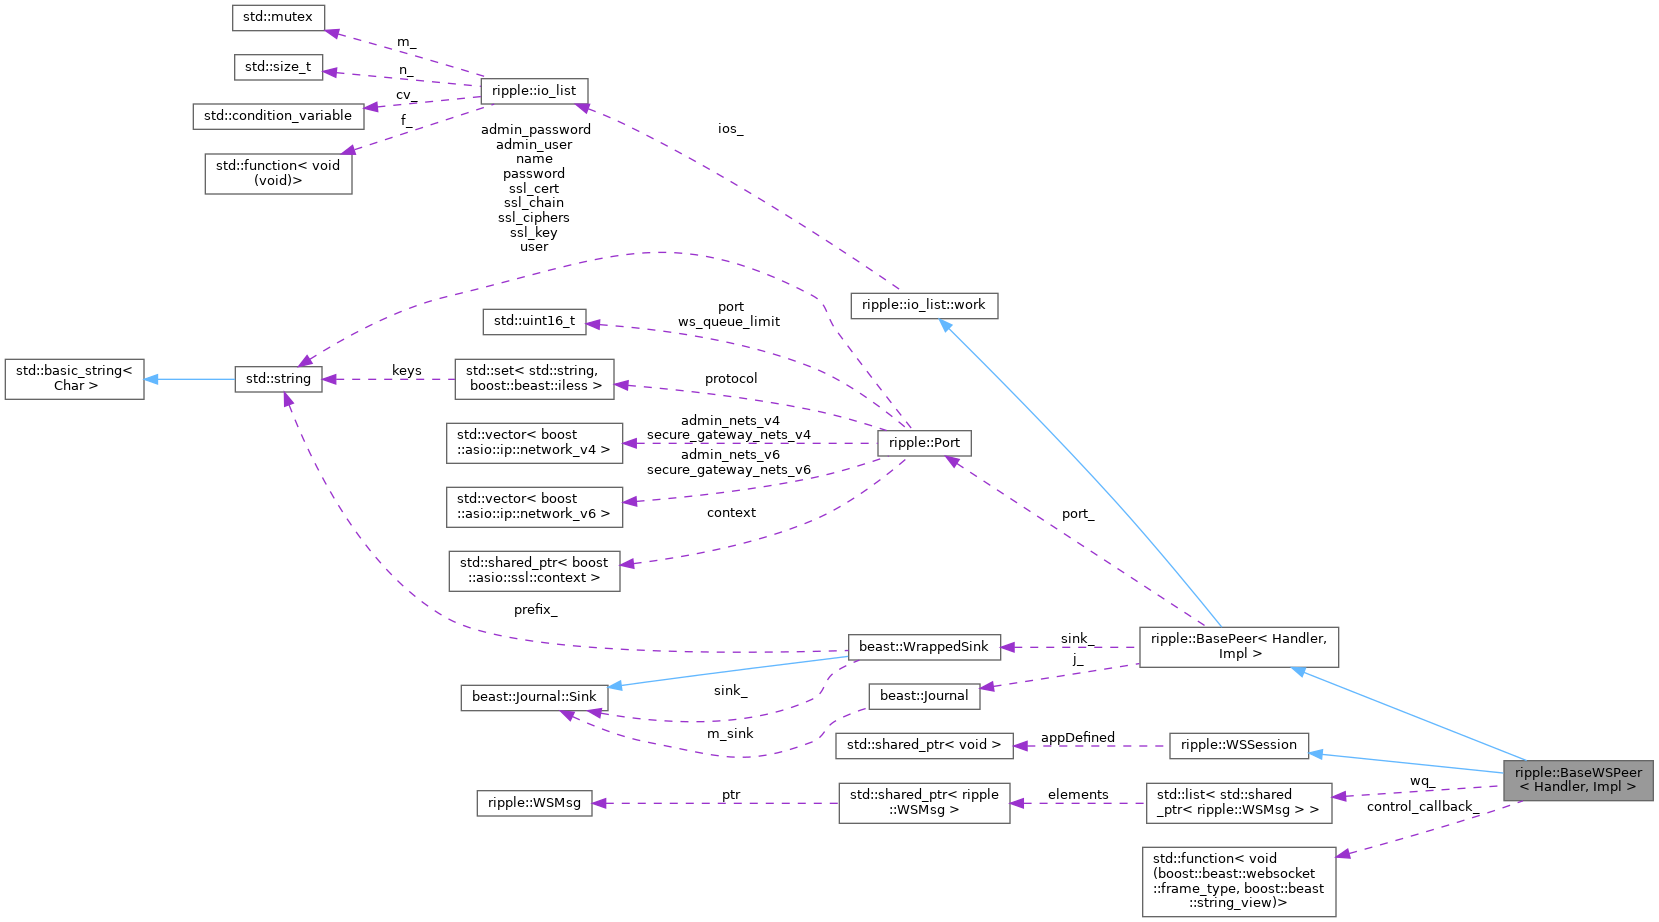 std::mutex
m_
std::size_t
n_
ripple::io_list
cv_
std::condition_variable
f_
std::function< void
(void)>
ios_
admin_password
admin_user
name
password
ssl_cert
ssl_chain
ssl_ciphers
ssl_key
user
ripple::io_list::work
port
ws_queue_limit
std::uint16_t
std::basic_string<
Char >
std::string
keys
std::set< std::string,
boost::beast::iless >
protocol
admin_nets_v4
secure_gateway_nets_v4
std::vector< boost
::asio::ip::network_v4 >
ripple::Port
admin_nets_v6
secure_gateway_nets_v6
std::vector< boost
::asio::ip::network_v6 >
context
port_
std::shared_ptr< boost
::asio::ssl::context >
prefix_
beast::WrappedSink
sink_
ripple::BasePeer< Handler,
Impl >
j_
beast::Journal::Sink
sink_
beast::Journal
m_sink
std::shared_ptr< void >
appDefined
ripple::WSSession
ripple::BaseWSPeer
< Handler, Impl >
wq_
ripple::WSMsg
ptr
std::shared_ptr< ripple
::WSMsg >
elements
std::list< std::shared
_ptr< ripple::WSMsg > >
control_callback_
std::function< void
(boost::beast::websocket
::frame_type, boost::beast
::string_view)>